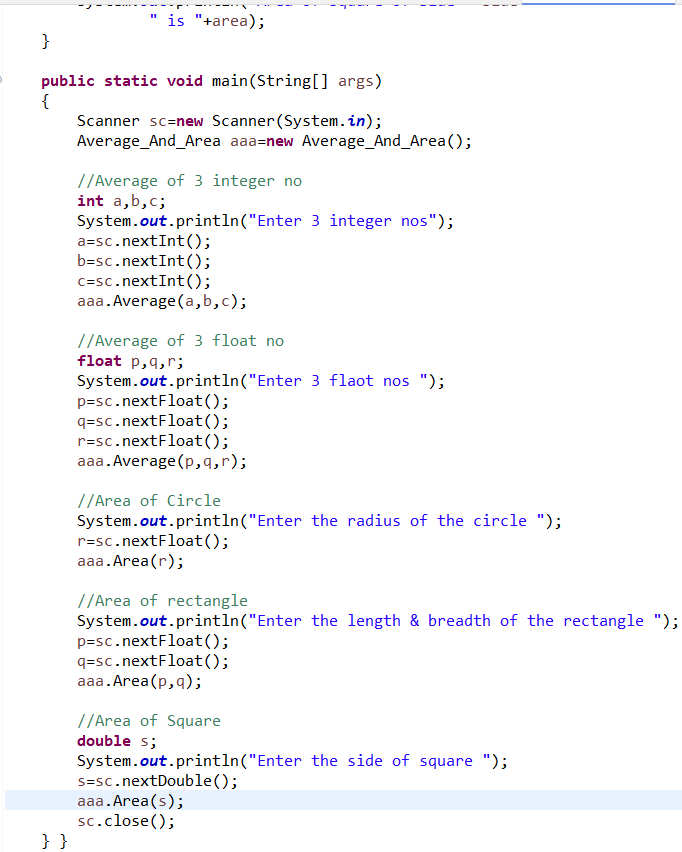 " is "+area);
}
public static void main(String[] args)
{
Scanner sc=new Scanner(System.in);
Average_And_Area aaa=new Average_And_Area();
//Average of 3 integer no
int a,b,c;
System.out.println("Enter 3 integer nos");
a=sc.nextInt();
b=sc.nextInt();
c=sc.nextInt();
aaa.Average(a,b,c);
//Average of 3 float no
float p,q,r;
System.out.println("Enter 3 flaot nos ");
p=sc.nextFloat();
q=sc.nextFloat();
r=sc.nextFloat();
aaa.Average(p,q,r);
//Area of Circle
System.out.println("Enter the radius of the circle ");
r=sc.nextFloat();
aaa.Area(r);
//Area of rectangle
System.out.println("Enter the length & breadth of the rectangle ");
p=sc.nextFloat();
q=sc.nextFloat();
aaa.Area(p,q);
//Area of Square
double s;
System.out.println("Enter the side of square ");
s=sc.nextDouble();
aaa.Area(s);
sc.close();
} }